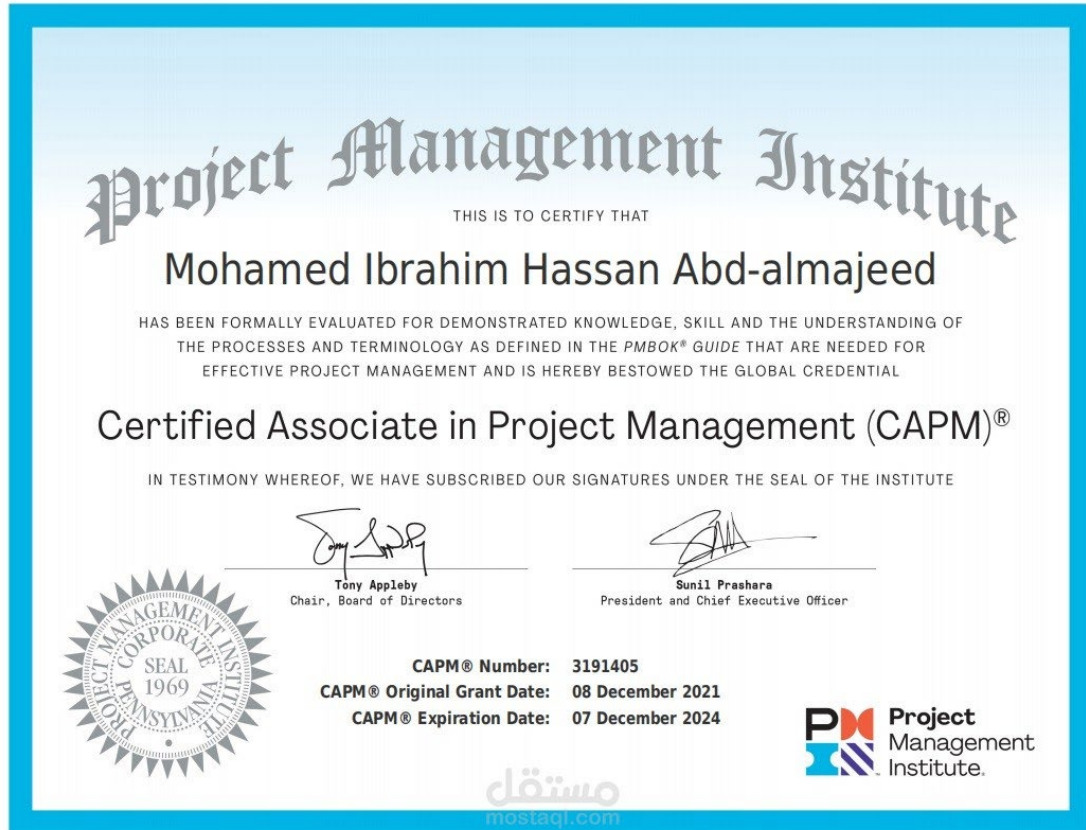 Project Management Institute
THIS IS TO CERTIFY THAT
Mohamed Ibrahim Hassan Abd-almajeed
HAS BEEN FORMALLY EVALUATED FOR DEMONSTRATED KNOWLEDGE, SKILL AND THE UNDERSTANDING OF
THE PROCESSES AND TERMINOLOGY AS DEFINED IN THE PMBOK® GUIDE THAT ARE NEEDED FOR
EFFECTIVE PROJECT MANAGEMENT AND IS HEREBY BESTOWED THE GLOBAL CREDENTIAL
Certified Associate in Project Management (CAPM)®
IN TESTIMONY WHEREOF, WE HAVE SUBSCRIBED OUR SIGNATURES UNDER THE SEAL OF THE INSTITUTE
Tony Appleby
Chair, Board of Directors
Sunil Prashara
President and Chief Executive Officer
PROJECT MANAGEMENT INSTITUTE
CORPORATE
SEAL
1969
PENNSYLVANIA
CAPM® Number: 3191405
CAPM® Original Grant Date: 08 December 2021
CAPM® Expiration Date: 07 December 2024
Project
Management
Institute.
مستقل
mostaql.com